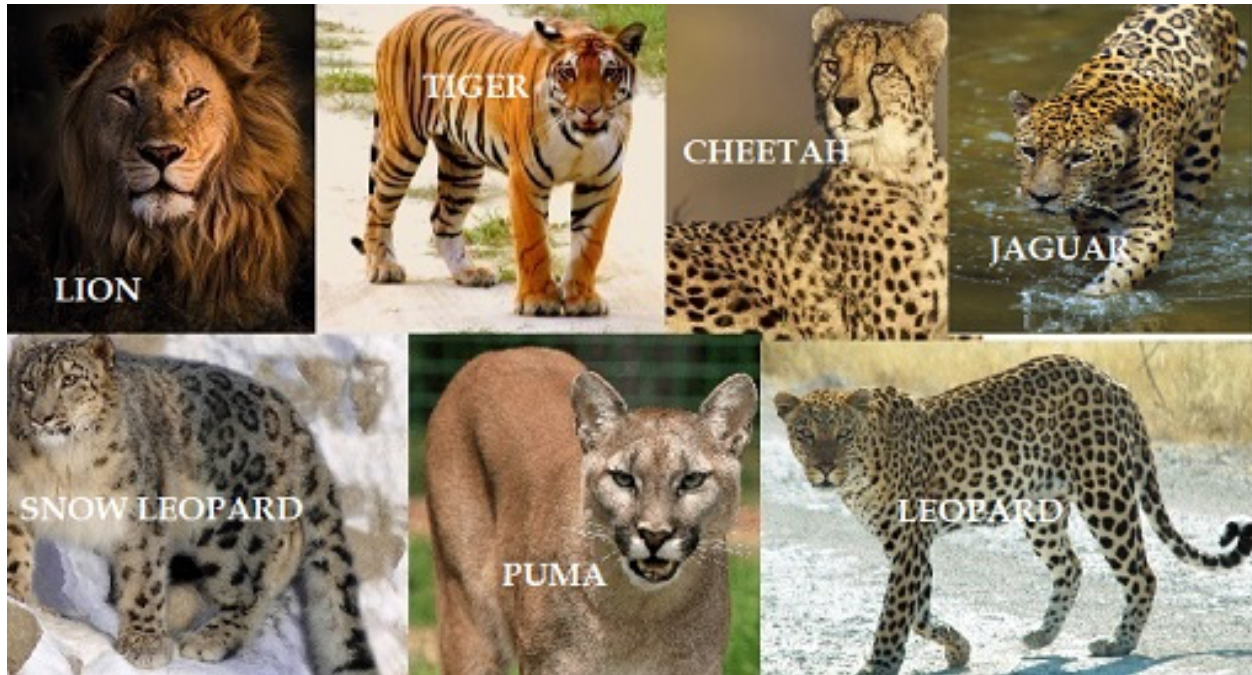 LION
TIGER
CHEETAH
JAGUAR
SNOW LEOPARD
PUMA
LEOPARD